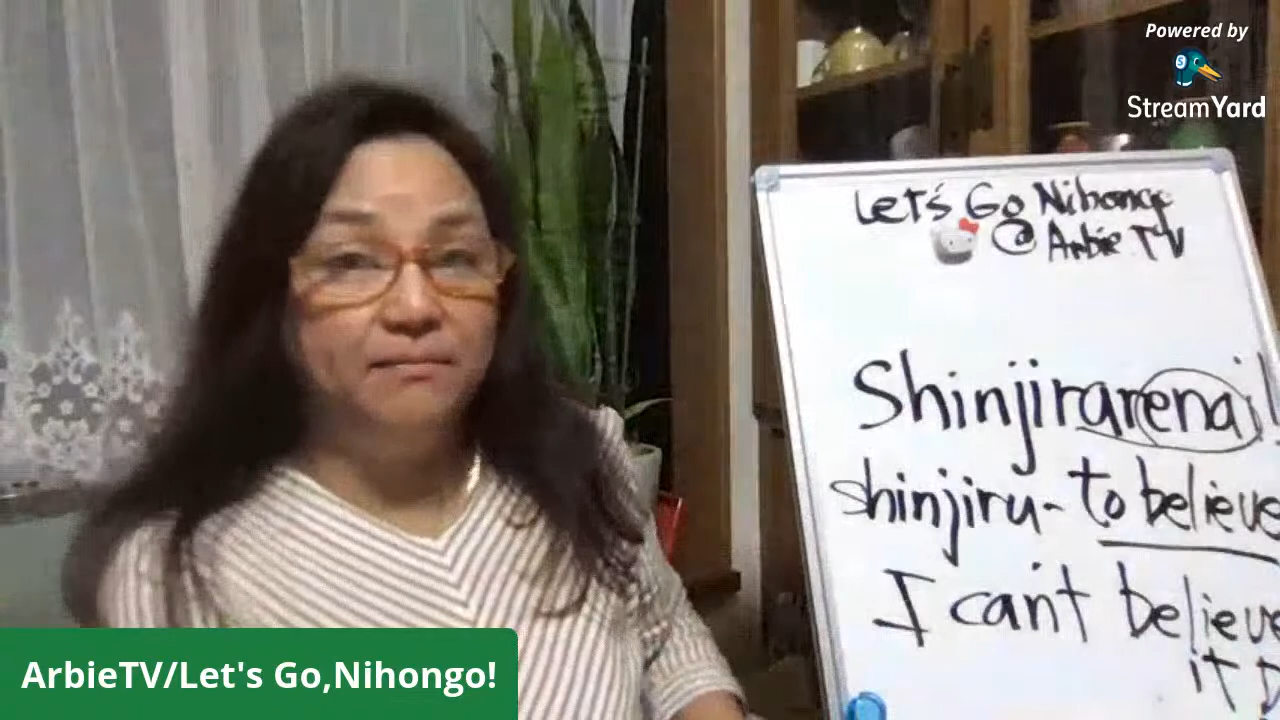 Powered by
StreamYard
Let's Go Nihongo
@ Arbie TV
Shinjirarenai!
shinjiru- to believe
I can't believe
it
ArbieTV/Let's Go,Nihongo!